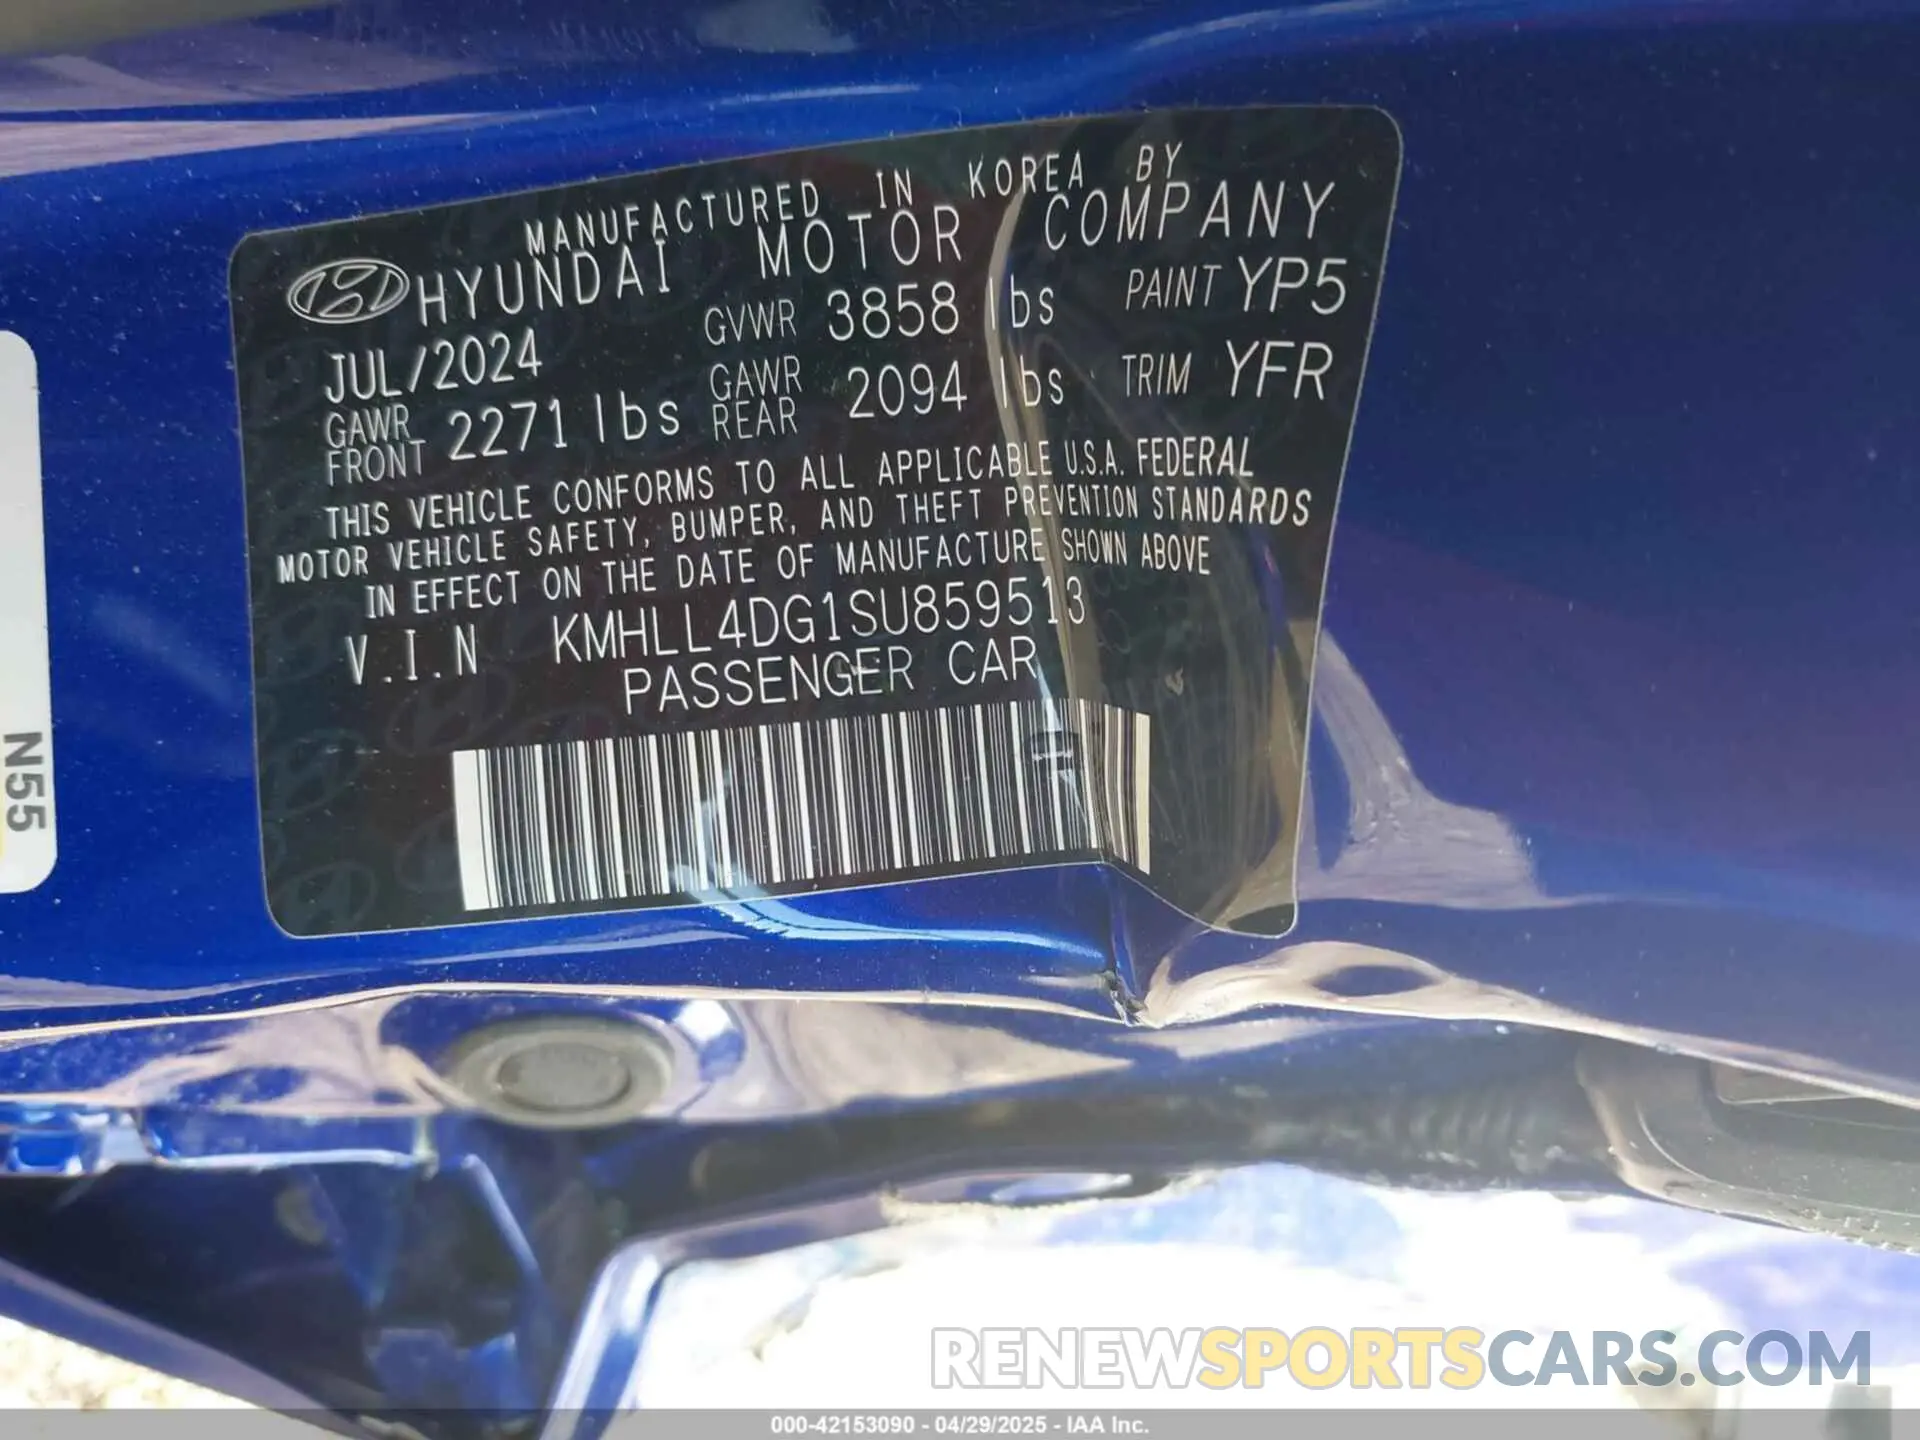 MANUFACTURED IN KOREA BY
HYUNDAI MOTOR COMPANY
JUL/2024 GVWR 3858 lbs PAINT YP5
GAWR FRONT 2271 lbs GAWR REAR 2094 lbs TRIM YFR
THIS VEHICLE CONFORMS TO ALL APPLICABLE U.S.A. FEDERAL
MOTOR VEHICLE SAFETY, BUMPER, AND THEFT PREVENTION STANDARDS
IN EFFECT ON THE DATE OF MANUFACTURE SHOWN ABOVE
V.I.N KMHLL4DG1SU859513
PASSENGER CAR
N55
RENEWSPORTSCARS.COM
000-42153090 - 04/29/2025 - IAA Inc.